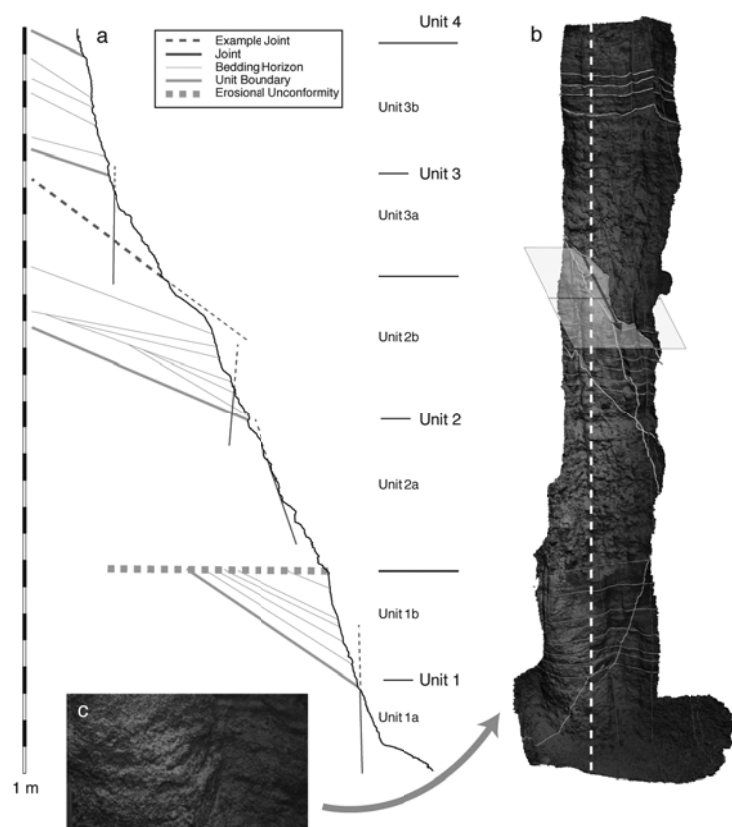 a
Example Joint
Joint
Bedding Horizon
Unit Boundary
Erosional Unconformity
Unit 4
b
Unit 3b
Unit 3
Unit 3a
Unit 2b
Unit 2
Unit 2a
Unit 1b
Unit 1
Unit 1a
c
1 m